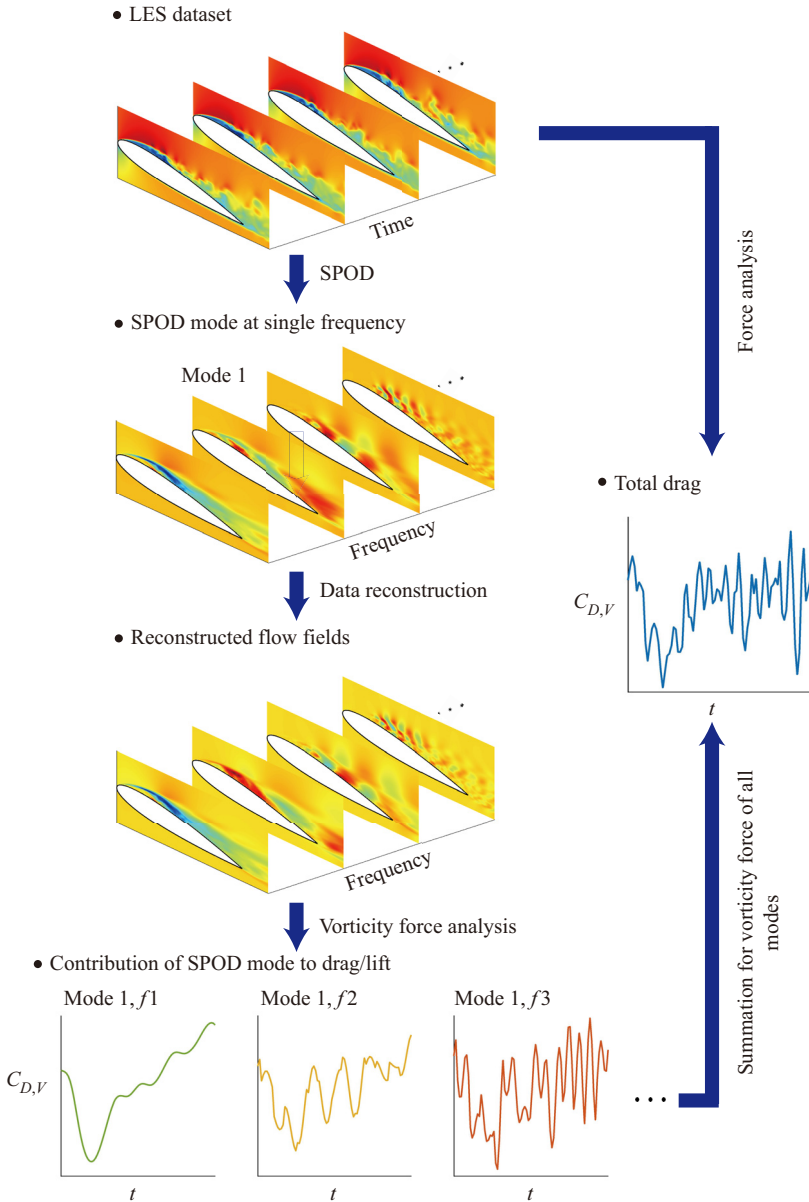 • LES dataset
. . .
Time
SPOD
• SPOD mode at single frequency
Mode 1
. . .
Frequency
Data reconstruction
• Reconstructed flow fields
. . .
Frequency
Vorticity force analysis
• Contribution of SPOD mode to drag/lift
Mode 1, f1
C_{D,V}
t
Mode 1, f2
t
Mode 1, f3
t
. . .
Force analysis
• Total drag
C_{D,V}
t
Summation for vorticity force of all
modes